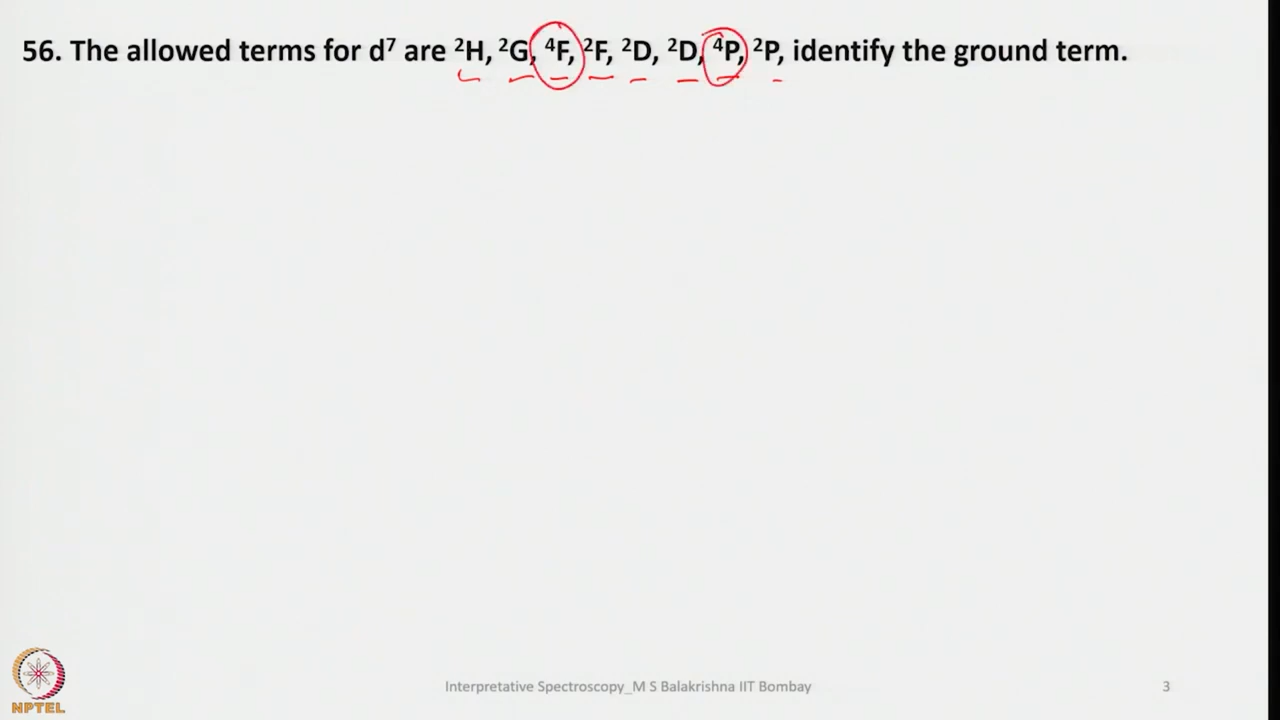 56. The allowed terms for d⁷ are ²H, ²G, ⁴F, ²F, ²D, ²D, ⁴P, ²P, identify the ground term.
NPTEL
Interpretative Spectroscopy_M S Balakrishna IIT Bombay
3